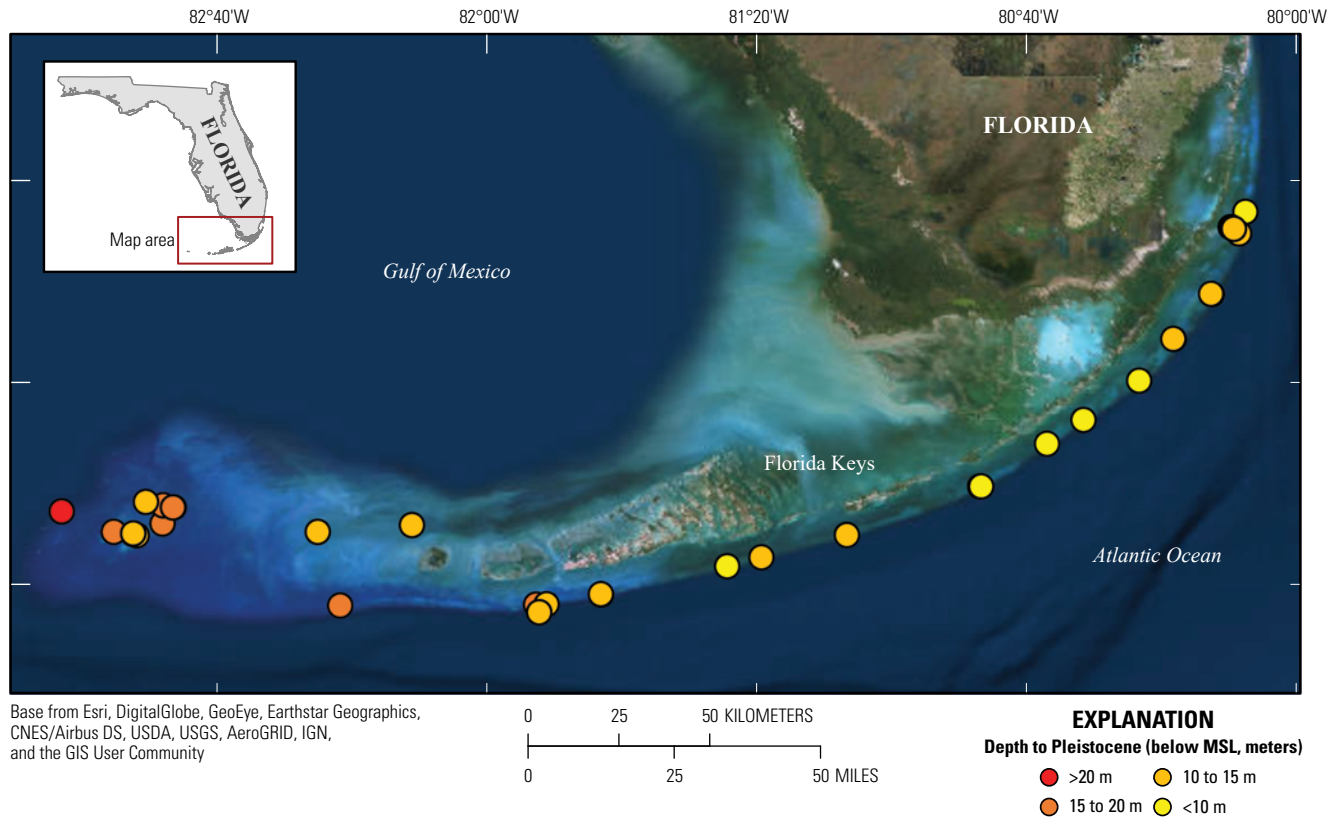 82°40'W 82°00'W 81°20'W 80°40'W 80°00'W
FLORIDA
FLORIDA
Map area
Gulf of Mexico
Florida Keys
Atlantic Ocean
Base from Esri, DigitalGlobe, GeoEye, Earthstar Geographics,
CNES/Airbus DS, USDA, USGS, AeroGRID, IGN,
and the GIS User Community
0 25 50 KILOMETERS
0 25 50 MILES
EXPLANATION
Depth to Pleistocene (below MSL, meters)
>20 m 10 to 15 m
15 to 20 m <10 m